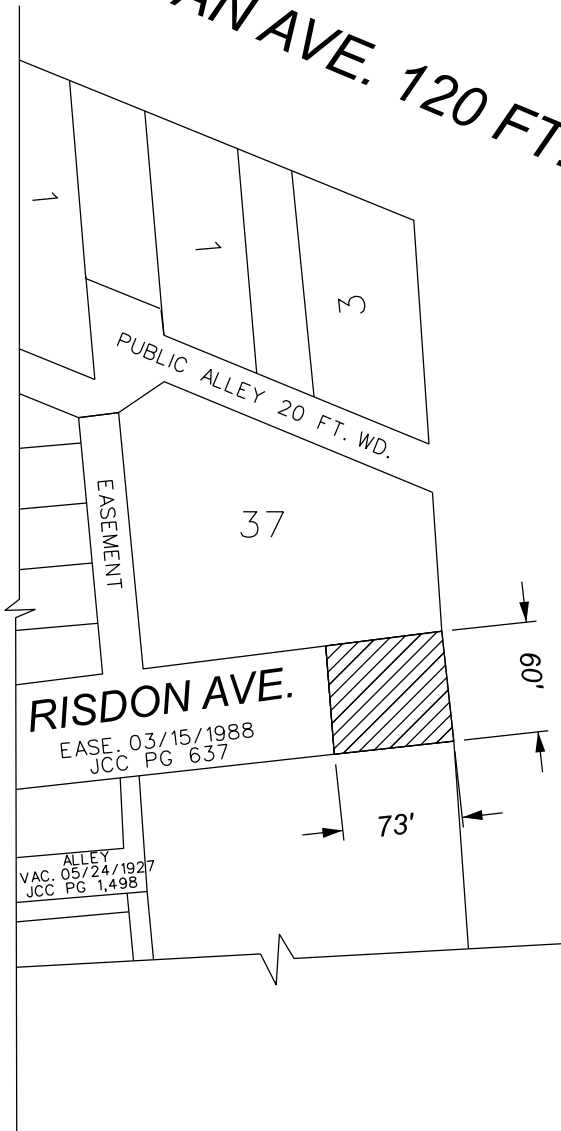 AVE. 120 FT.
1
1
3
PUBLIC ALLEY 20 FT. WD.
EASEMENT
37
60'
RISDON AVE.
EASE. 03/15/1988
JCC PG 637
73'
ALLEY
VAC. 05/24/1927
JCC PG 1,498